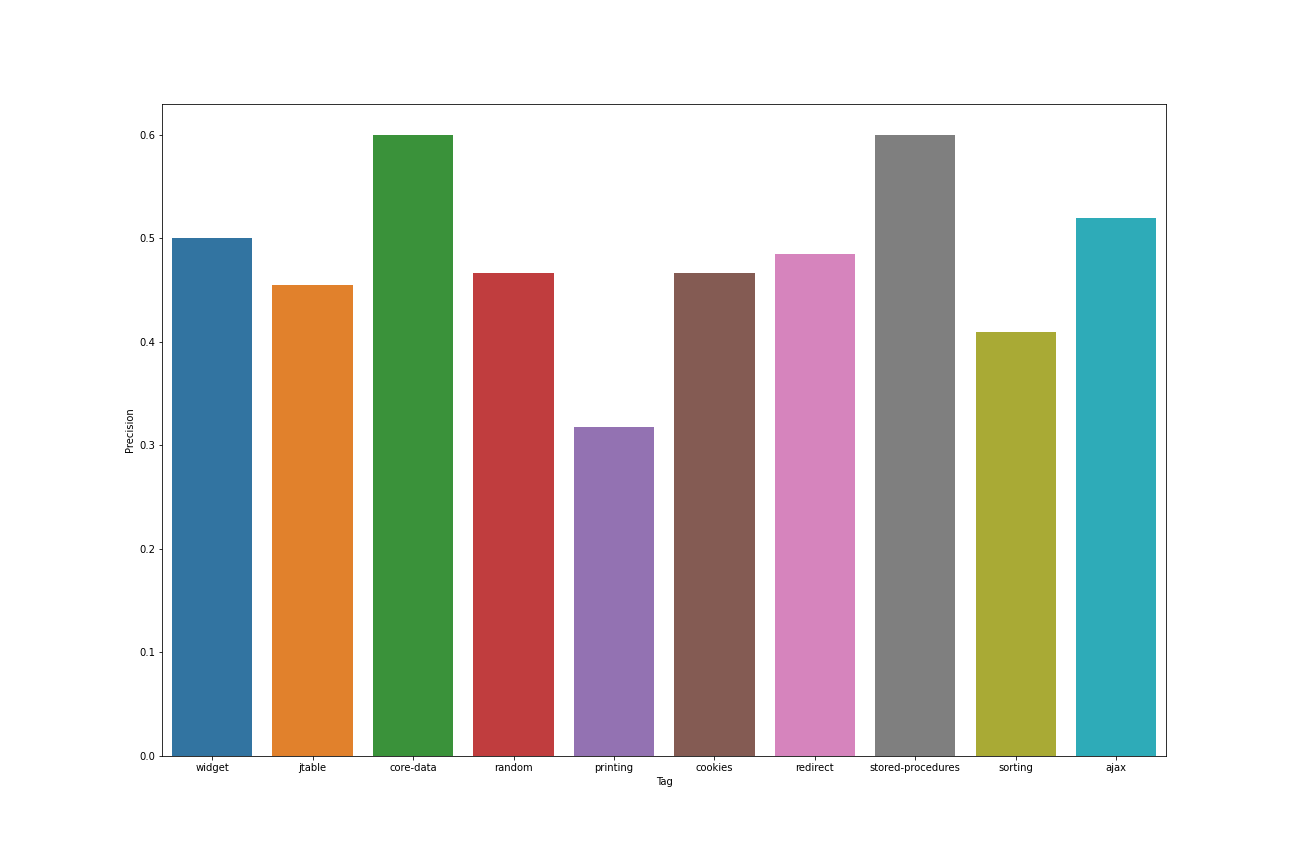 0.6
0.5
0.4
0.3
0.2
0.1
0.0
Precision
widget jtable core-data random printing cookies redirect stored-procedures sorting ajax
Tag